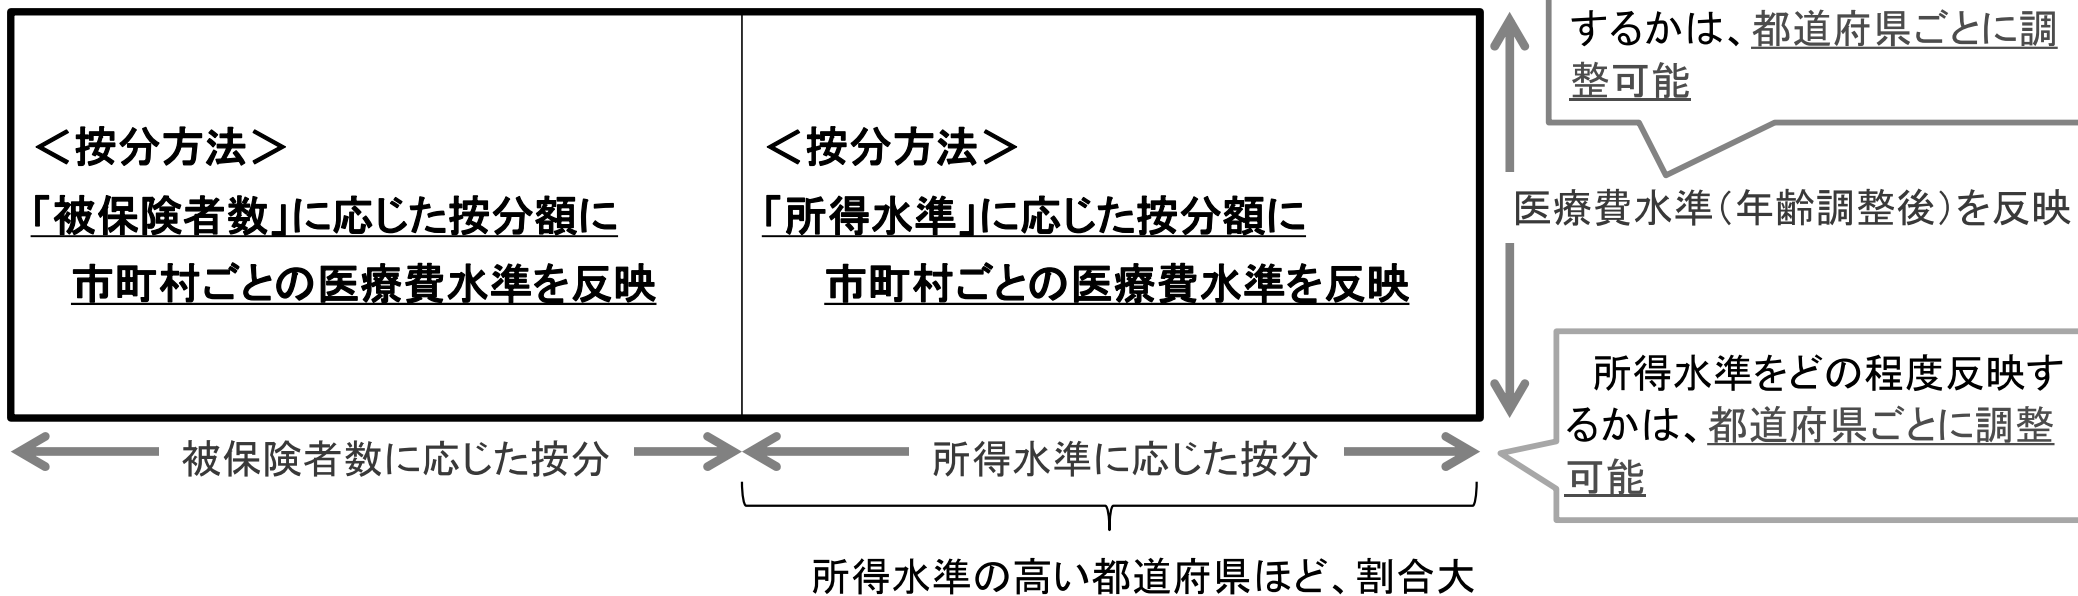 するかは、都道府県ごとに調
整可能
＜按分方法＞
「被保険者数」に応じた按分額に
市町村ごとの医療費水準を反映
＜按分方法＞
「所得水準」に応じた按分額に
市町村ごとの医療費水準を反映
医療費水準（年齢調整後）を反映
所得水準をどの程度反映す
るかは、都道府県ごとに調整
可能
被保険者数に応じた按分
所得水準に応じた按分
所得水準の高い都道府県ほど、割合大